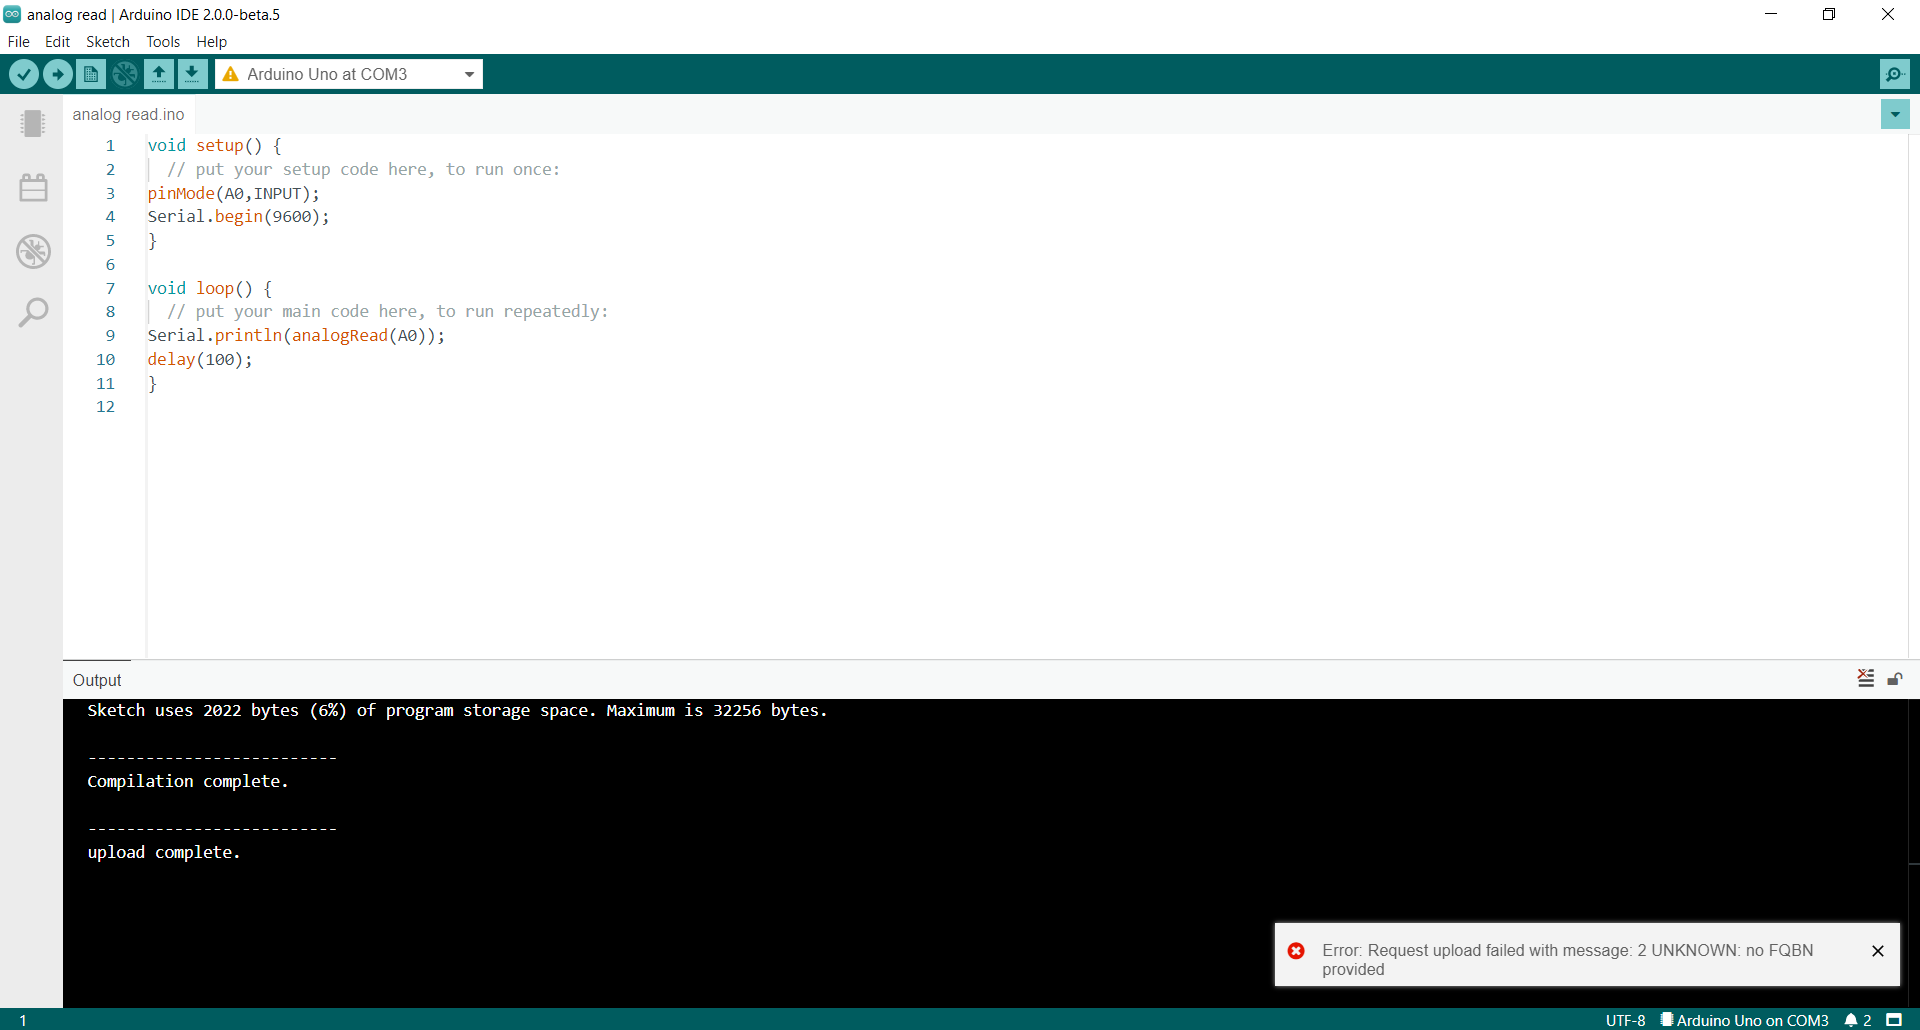 analog read | Arduino IDE 2.0.0-beta.5
File Edit Sketch Tools Help
Arduino Uno at COM3
analog read.ino
1 void setup() {
2   // put your setup code here, to run once:
3 pinMode(A0,INPUT);
4 Serial.begin(9600);
5 }
6
7 void loop() {
8   // put your main code here, to run repeatedly:
9 Serial.println(analogRead(A0));
10 delay(100);
11 }
12
Output
Sketch uses 2022 bytes (6%) of program storage space. Maximum is 32256 bytes.
--------------------------
Compilation complete.
--------------------------
upload complete.
Error: Request upload failed with message: 2 UNKNOWN: no FQBN
provided
1 UTF-8 Arduino Uno on COM3 2